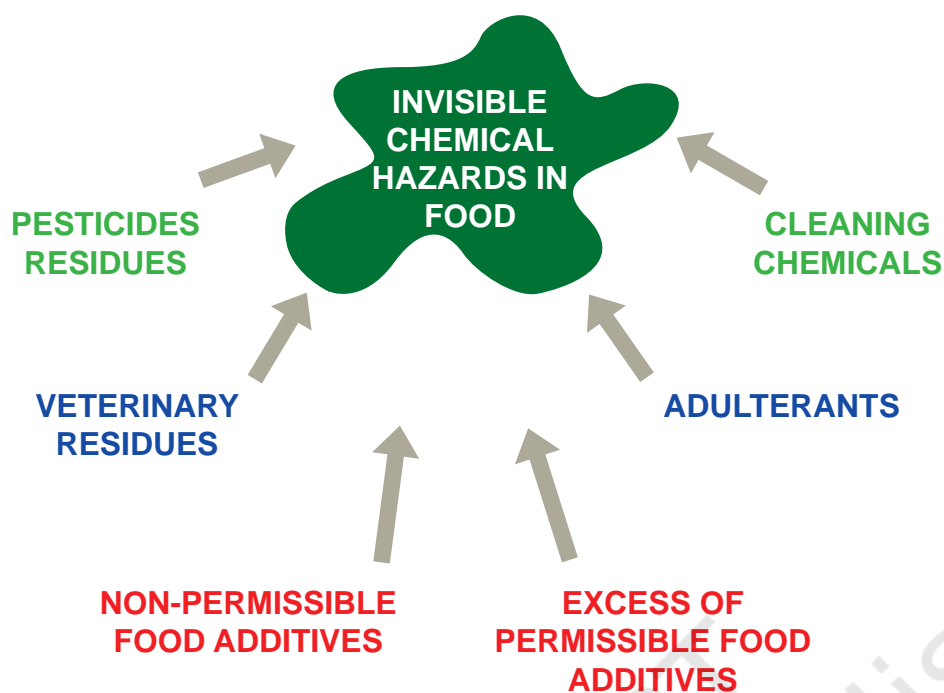 INVISIBLE
CHEMICAL
HAZARDS IN
FOOD
PESTICIDES
RESIDUES
CLEANING
CHEMICALS
VETERINARY
RESIDUES
ADULTERANTS
NON-PERMISSIBLE
FOOD ADDITIVES
EXCESS OF
PERMISSIBLE FOOD
ADDITIVES